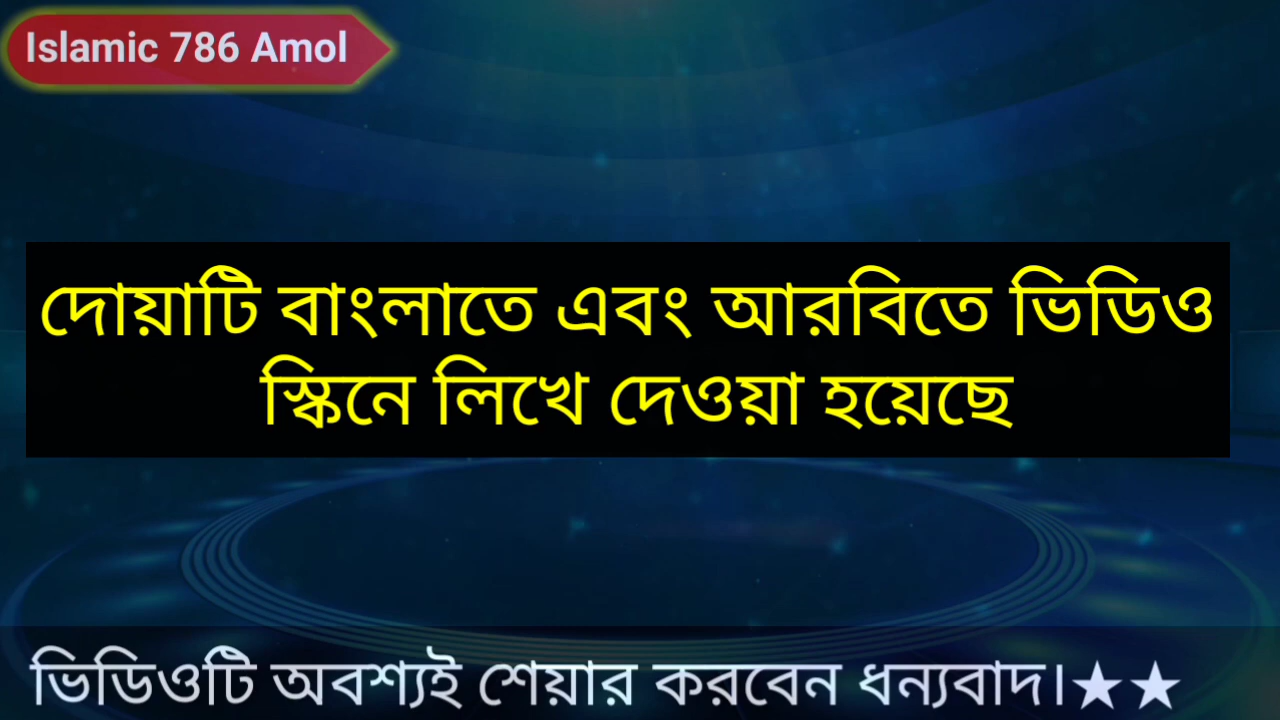 Islamic 786 Amol
দোয়াটি বাংলাতে এবং আরবিতে ভিডিও
স্কিনে লিখে দেওয়া হয়েছে
ভিডিওটি অবশ্যই শেয়ার করবেন ধন্যবাদ।★★